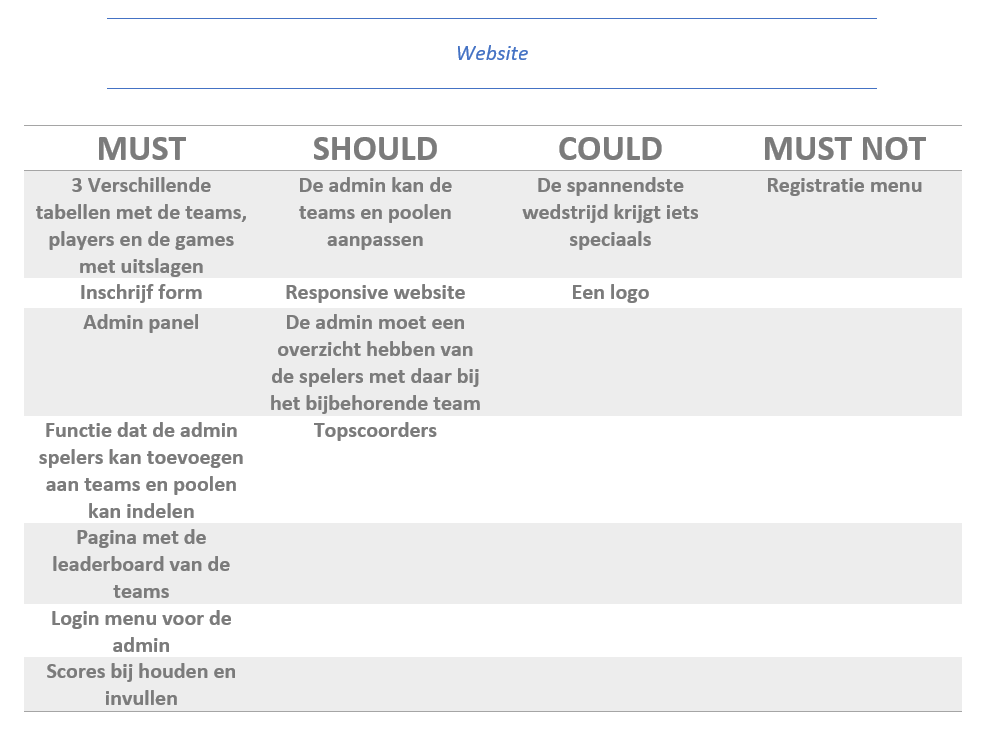 Website
MUST SHOULD COULD MUST NOT
3 Verschillende
tabellen met de teams,
players en de games
met uitslagen
De admin kan de
teams en poolen
aanpassen
De spannendste
wedstrijd krijgt iets
speciaals
Registratie menu
Inschrijf form
Responsive website
Een logo
Admin panel
De admin moet een
overzicht hebben van
de spelers met daar bij
het bijbehorende team
Functie dat de admin
spelers kan toevoegen
aan teams en poolen
kan indelen
Topscoorders
Pagina met de
leaderboard van de
teams
Login menu voor de
admin
Scores bij houden en
invullen